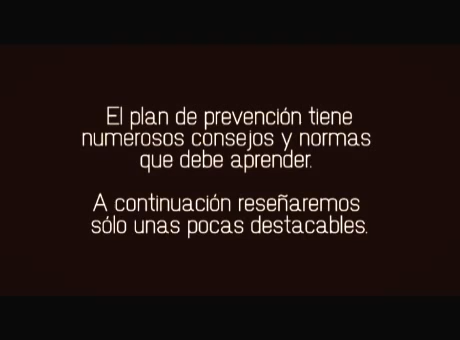 El plan de prevención tiene
numerosos consejos y normas
que debe aprender.
A continuación reseñaremos
sólo unas pocas destacables.